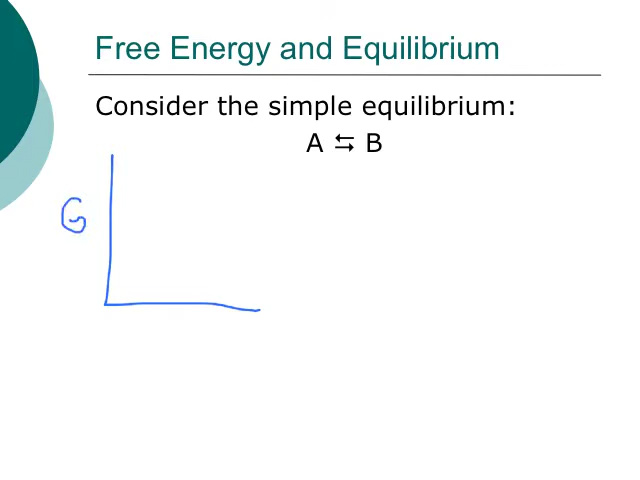 Free Energy and Equilibrium
Consider the simple equilibrium:
A ⇆ B
G